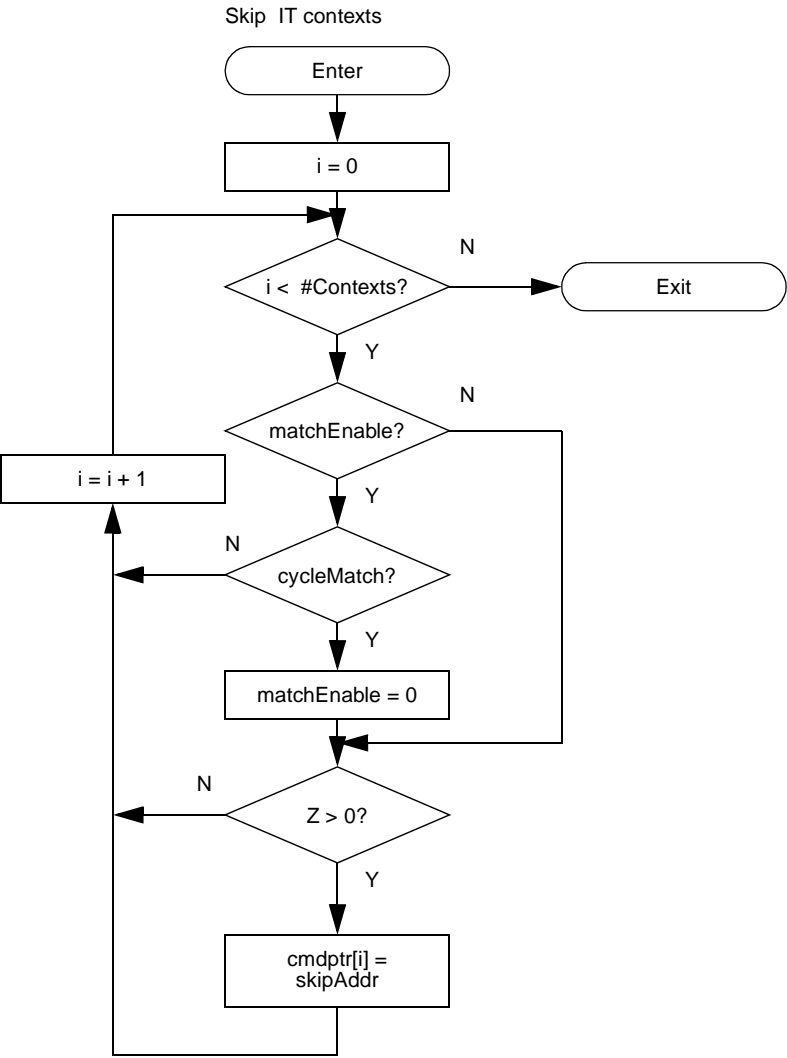 Skip IT contexts
Enter
i = 0
N
i < #Contexts?
Exit
Y
N
matchEnable?
i = i + 1
Y
N
cycleMatch?
Y
matchEnable = 0
N
Z > 0?
Y
cmdptr[i] =
skipAddr